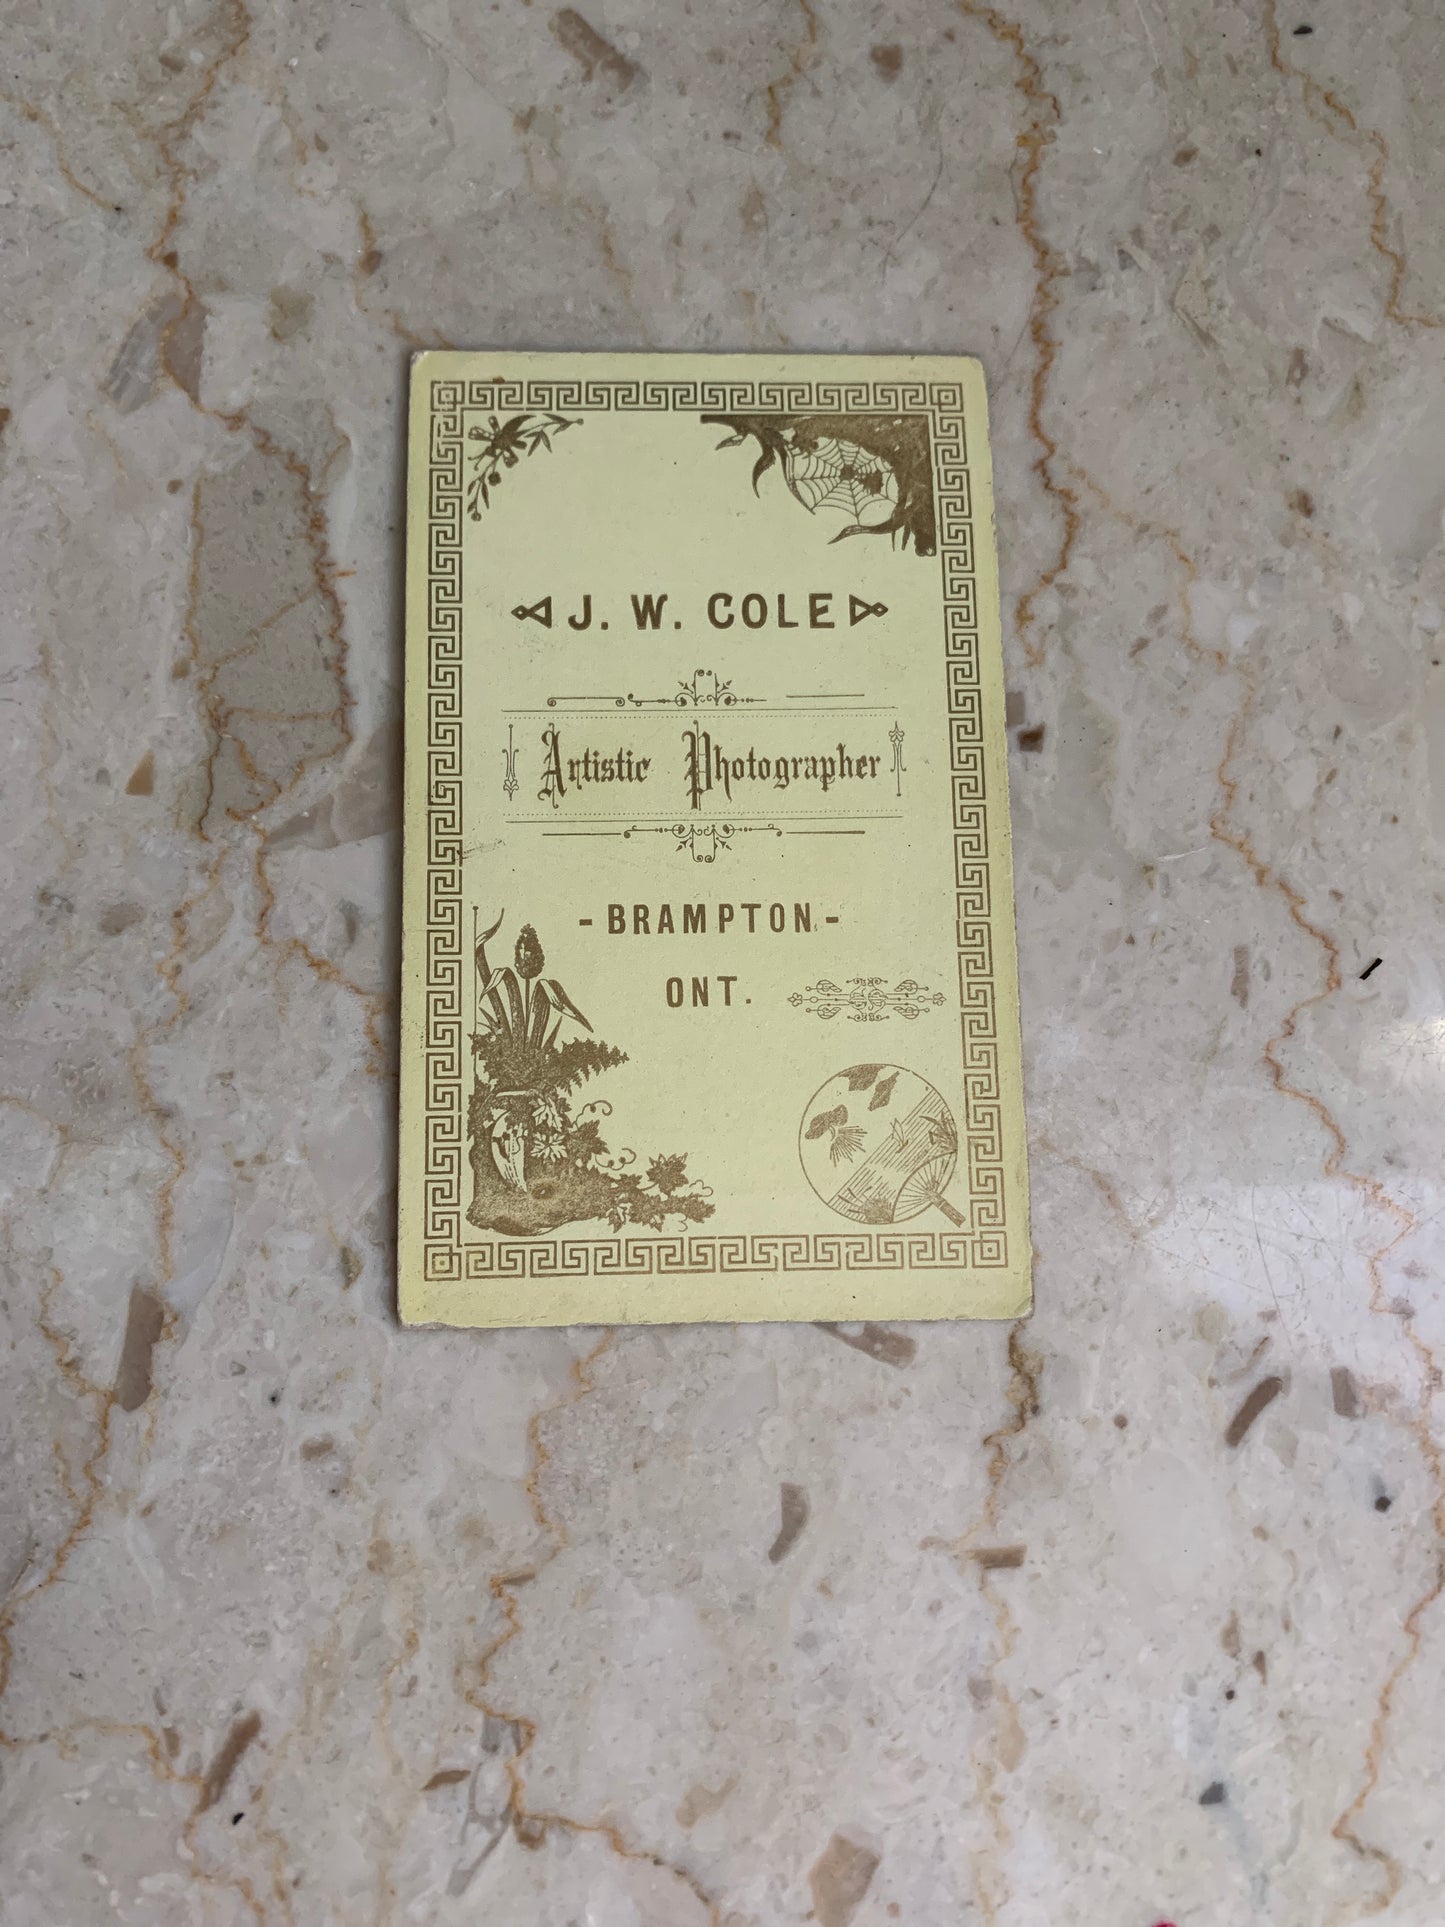 J. W. COLE
Artistic Photographer
- BRAMPTON -
ONT.